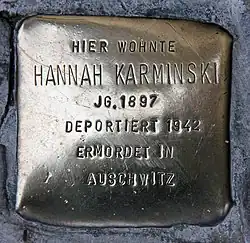 HIER WOHNTE
HANNAH KARMINSKI
JG. 1897
DEPORTIERT 1942
ERMORDET IN
AUSCHWITZ